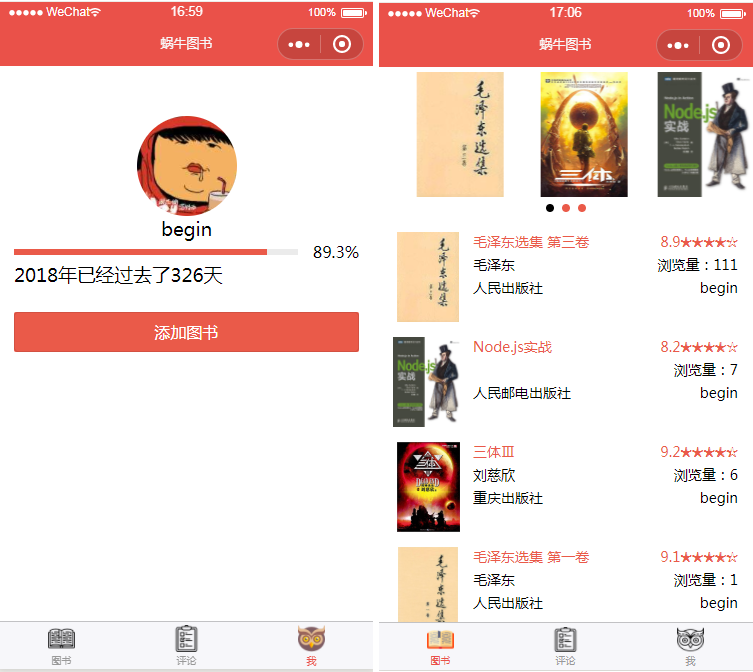 WeChat 16:59 100%
蜗牛图书
begin
89.3%
2018年已经过去了326天
添加图书
图书 评论 我
WeChat 17:06 100%
蜗牛图书
毛泽东选集
第三卷
三体
Node.js
实战
毛泽东选集 第三卷 8.9★★★★☆
毛泽东 浏览量：111
人民出版社 begin
Node.js实战 8.2★★★★☆
浏览量：7
人民邮电出版社 begin
三体Ⅲ 9.2★★★★☆
刘慈欣 浏览量：6
重庆出版社 begin
毛泽东选集 第一卷 9.1★★★★☆
毛泽东 浏览量：1
人民出版社 begin
图书 评论 我